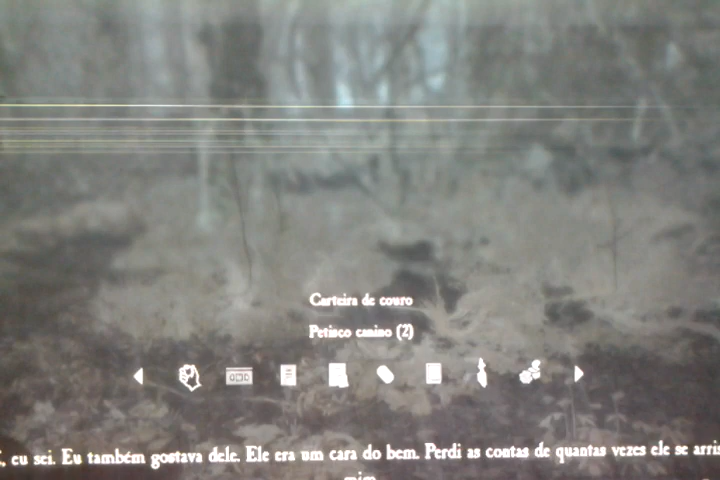 Carteira de couro
Petisco canino (2)
, eu sei. Eu também gostava dele. Ele era um cara do bem. Perdi as contas de quantas vezes ele se arris
mim